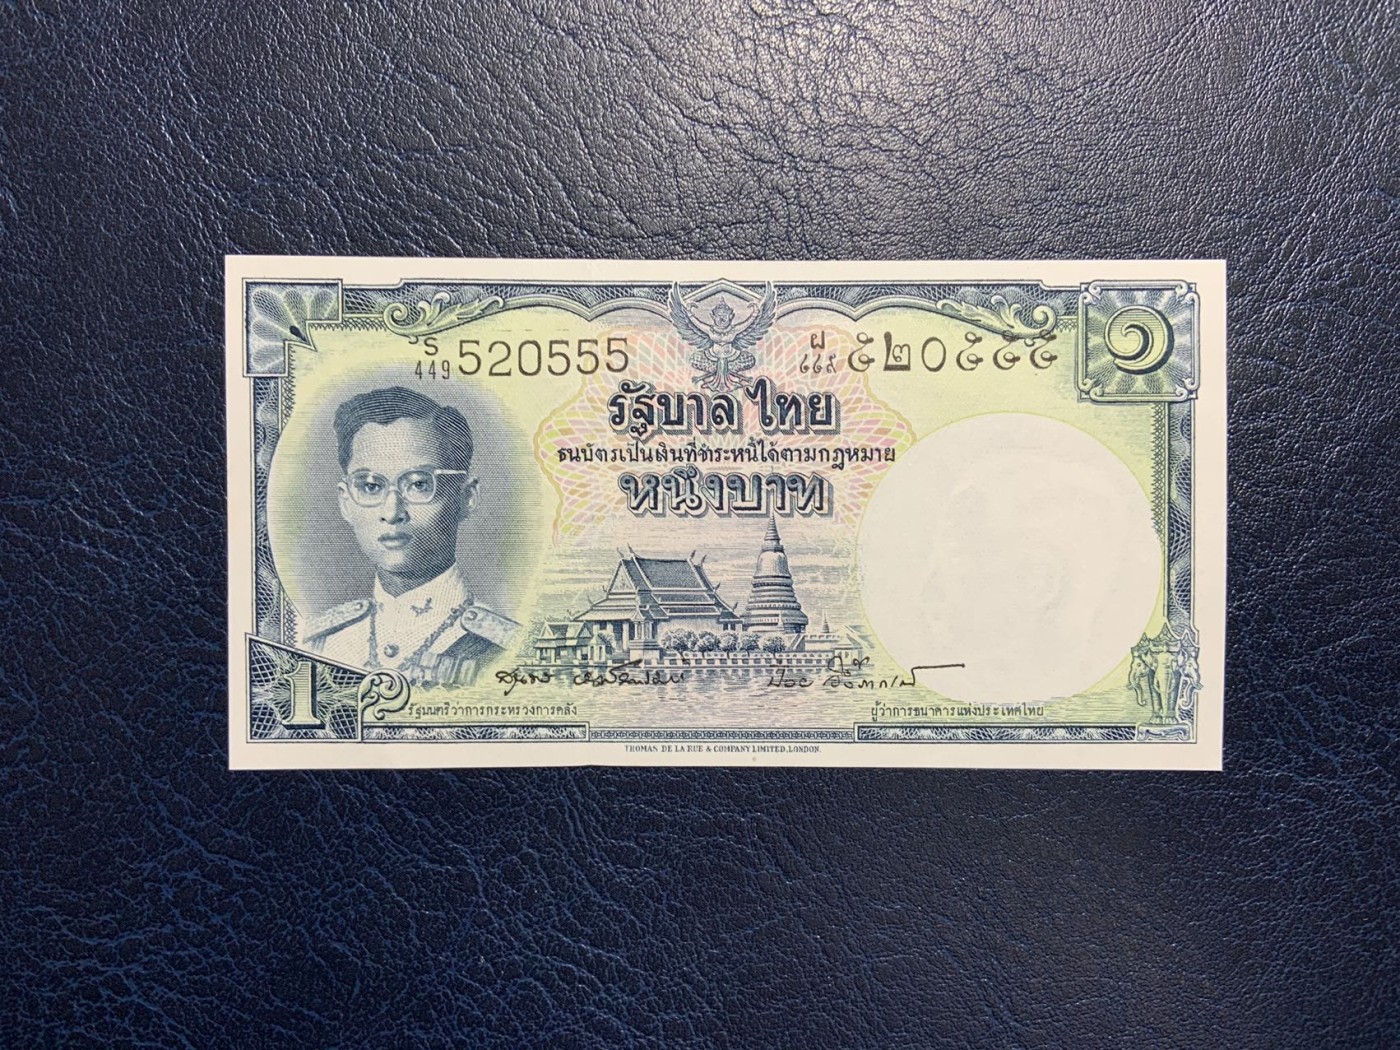 S
449 520555
ฝ
๔๔๙ ๕๒๐๕๕๕
๑
รัฐบาลไทย
ธนบัตรเป็นเงินที่ชำระหนี้ได้ตามกฎหมาย
หนึ่งบาท
1
รัฐมนตรีว่าการกระทรวงการคลัง
ผู้ว่าการธนาคารแห่งประเทศไทย
THOMAS DE LA RUE & COMPANY LIMITED, LONDON.